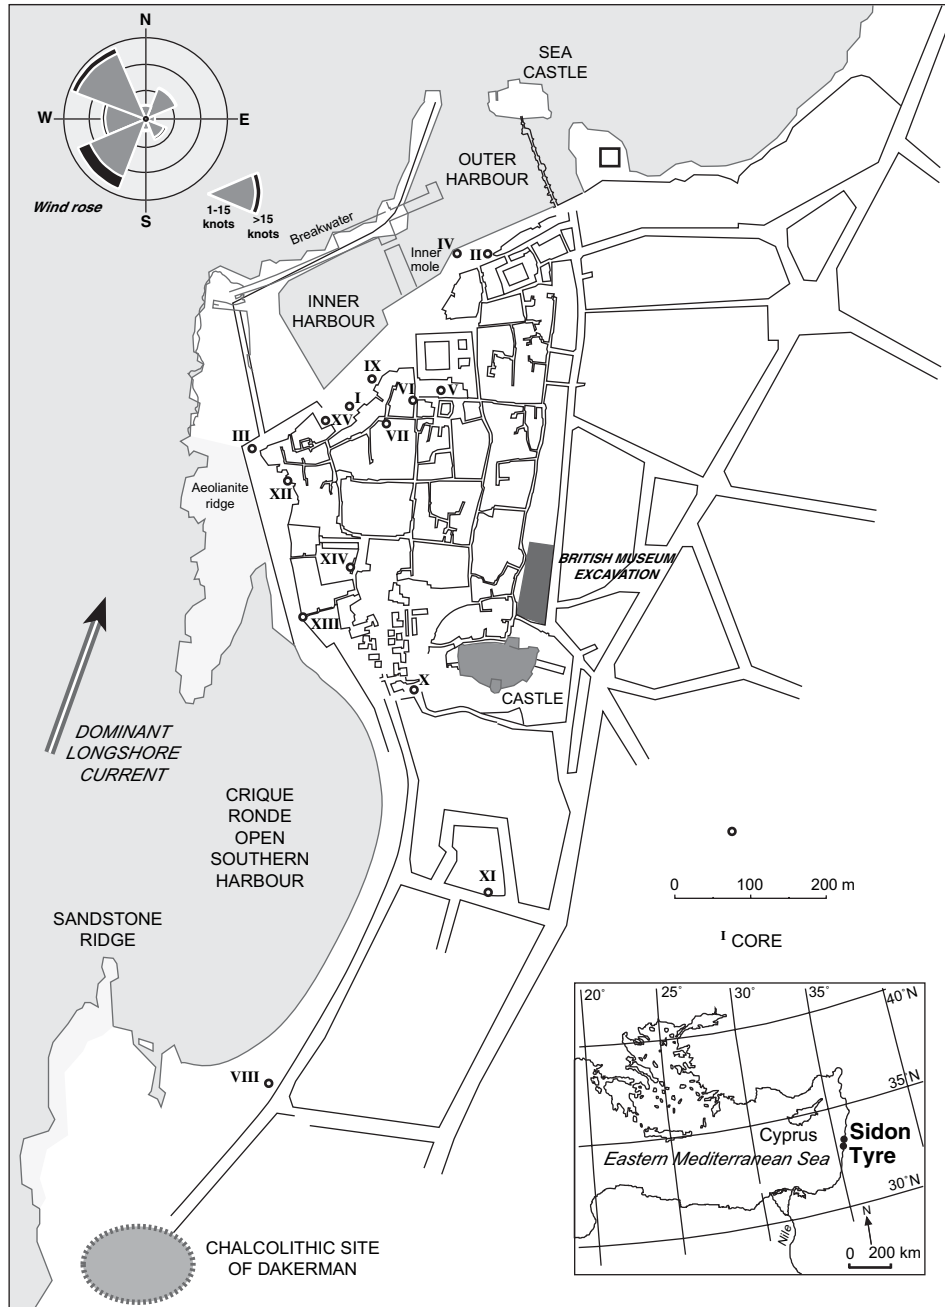 N
W
E
S
Wind rose
1-15
knots
>15
knots
SEA
CASTLE
OUTER
HARBOUR
Breakwater
IV
II
Inner
mole
INNER
HARBOUR
IX
I
VI
V
XV
VII
III
XII
Aeolianite
ridge
XIV
BRITISH MUSEUM
EXCAVATION
XIII
X
CASTLE
DOMINANT
LONGSHORE
CURRENT
CRIQUE
RONDE
OPEN
SOUTHERN
HARBOUR
XI
0 100 200 m
I CORE
SANDSTONE
RIDGE
VIII
CHALCOLITHIC SITE
OF DAKERMAN
20°
25°
30°
35°
40°N
35°N
30°N
Cyprus
Sidon
Tyre
Eastern Mediterranean Sea
Nile
N
0 200 km